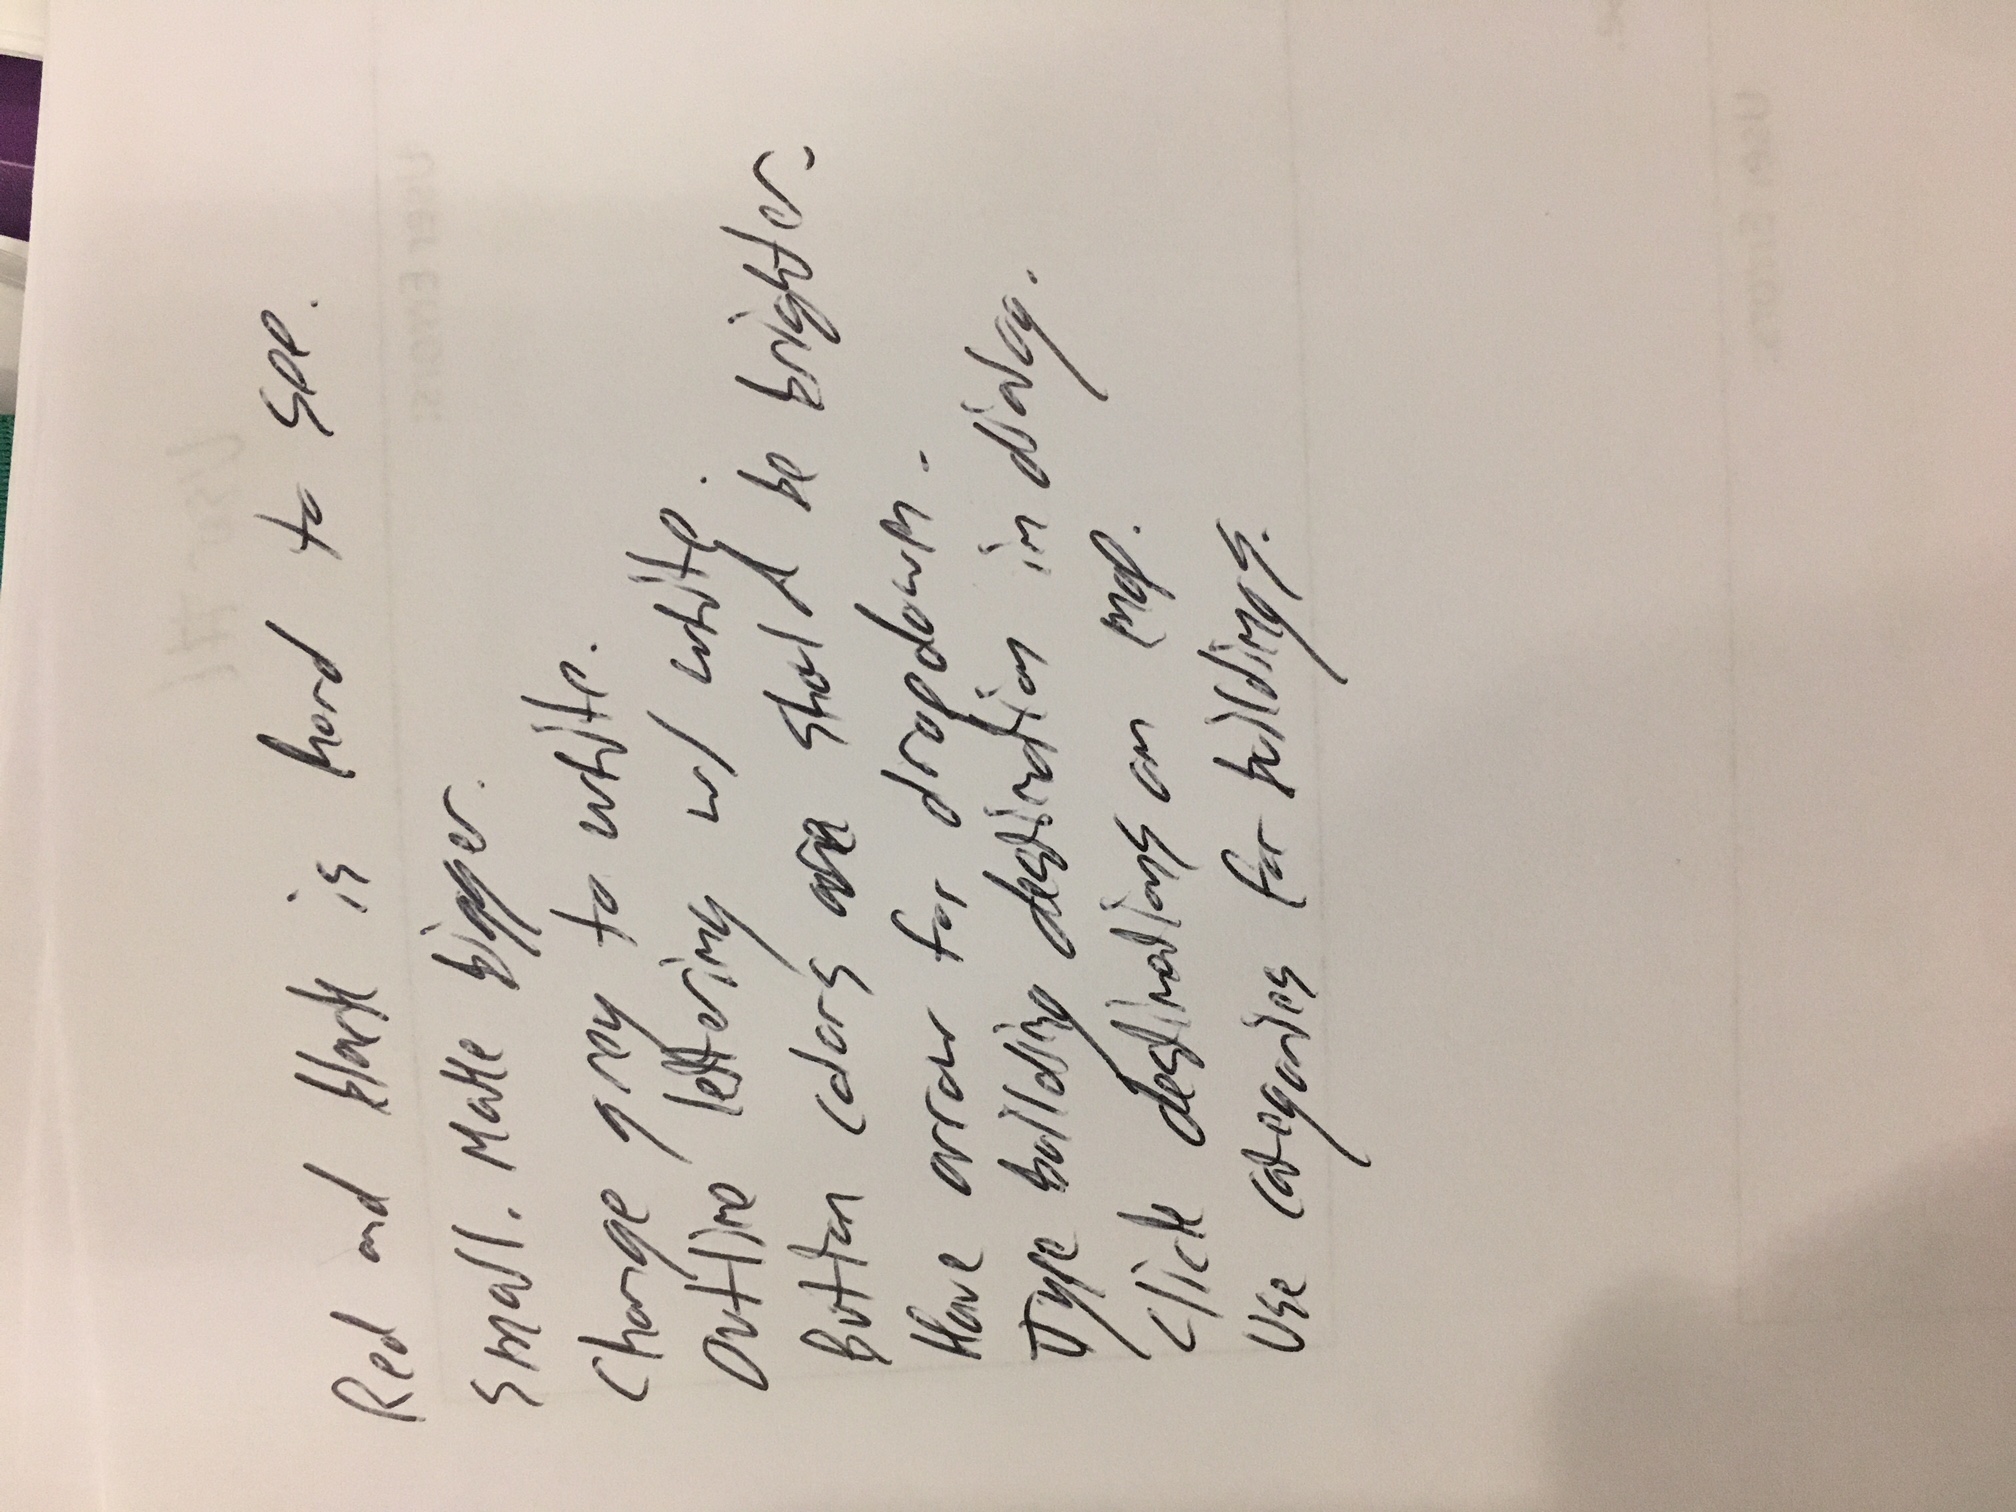 User #1
Red and black is hard to see.
User Errors:
Small. Make bigger.
Change grey to white.
Outline lettering w/ white.
Button colors are should be brighter.
Have arrow for dropdown.
Type building destination in dialog.
Click destinations on map.
Use categories for buildings.
User Errors: